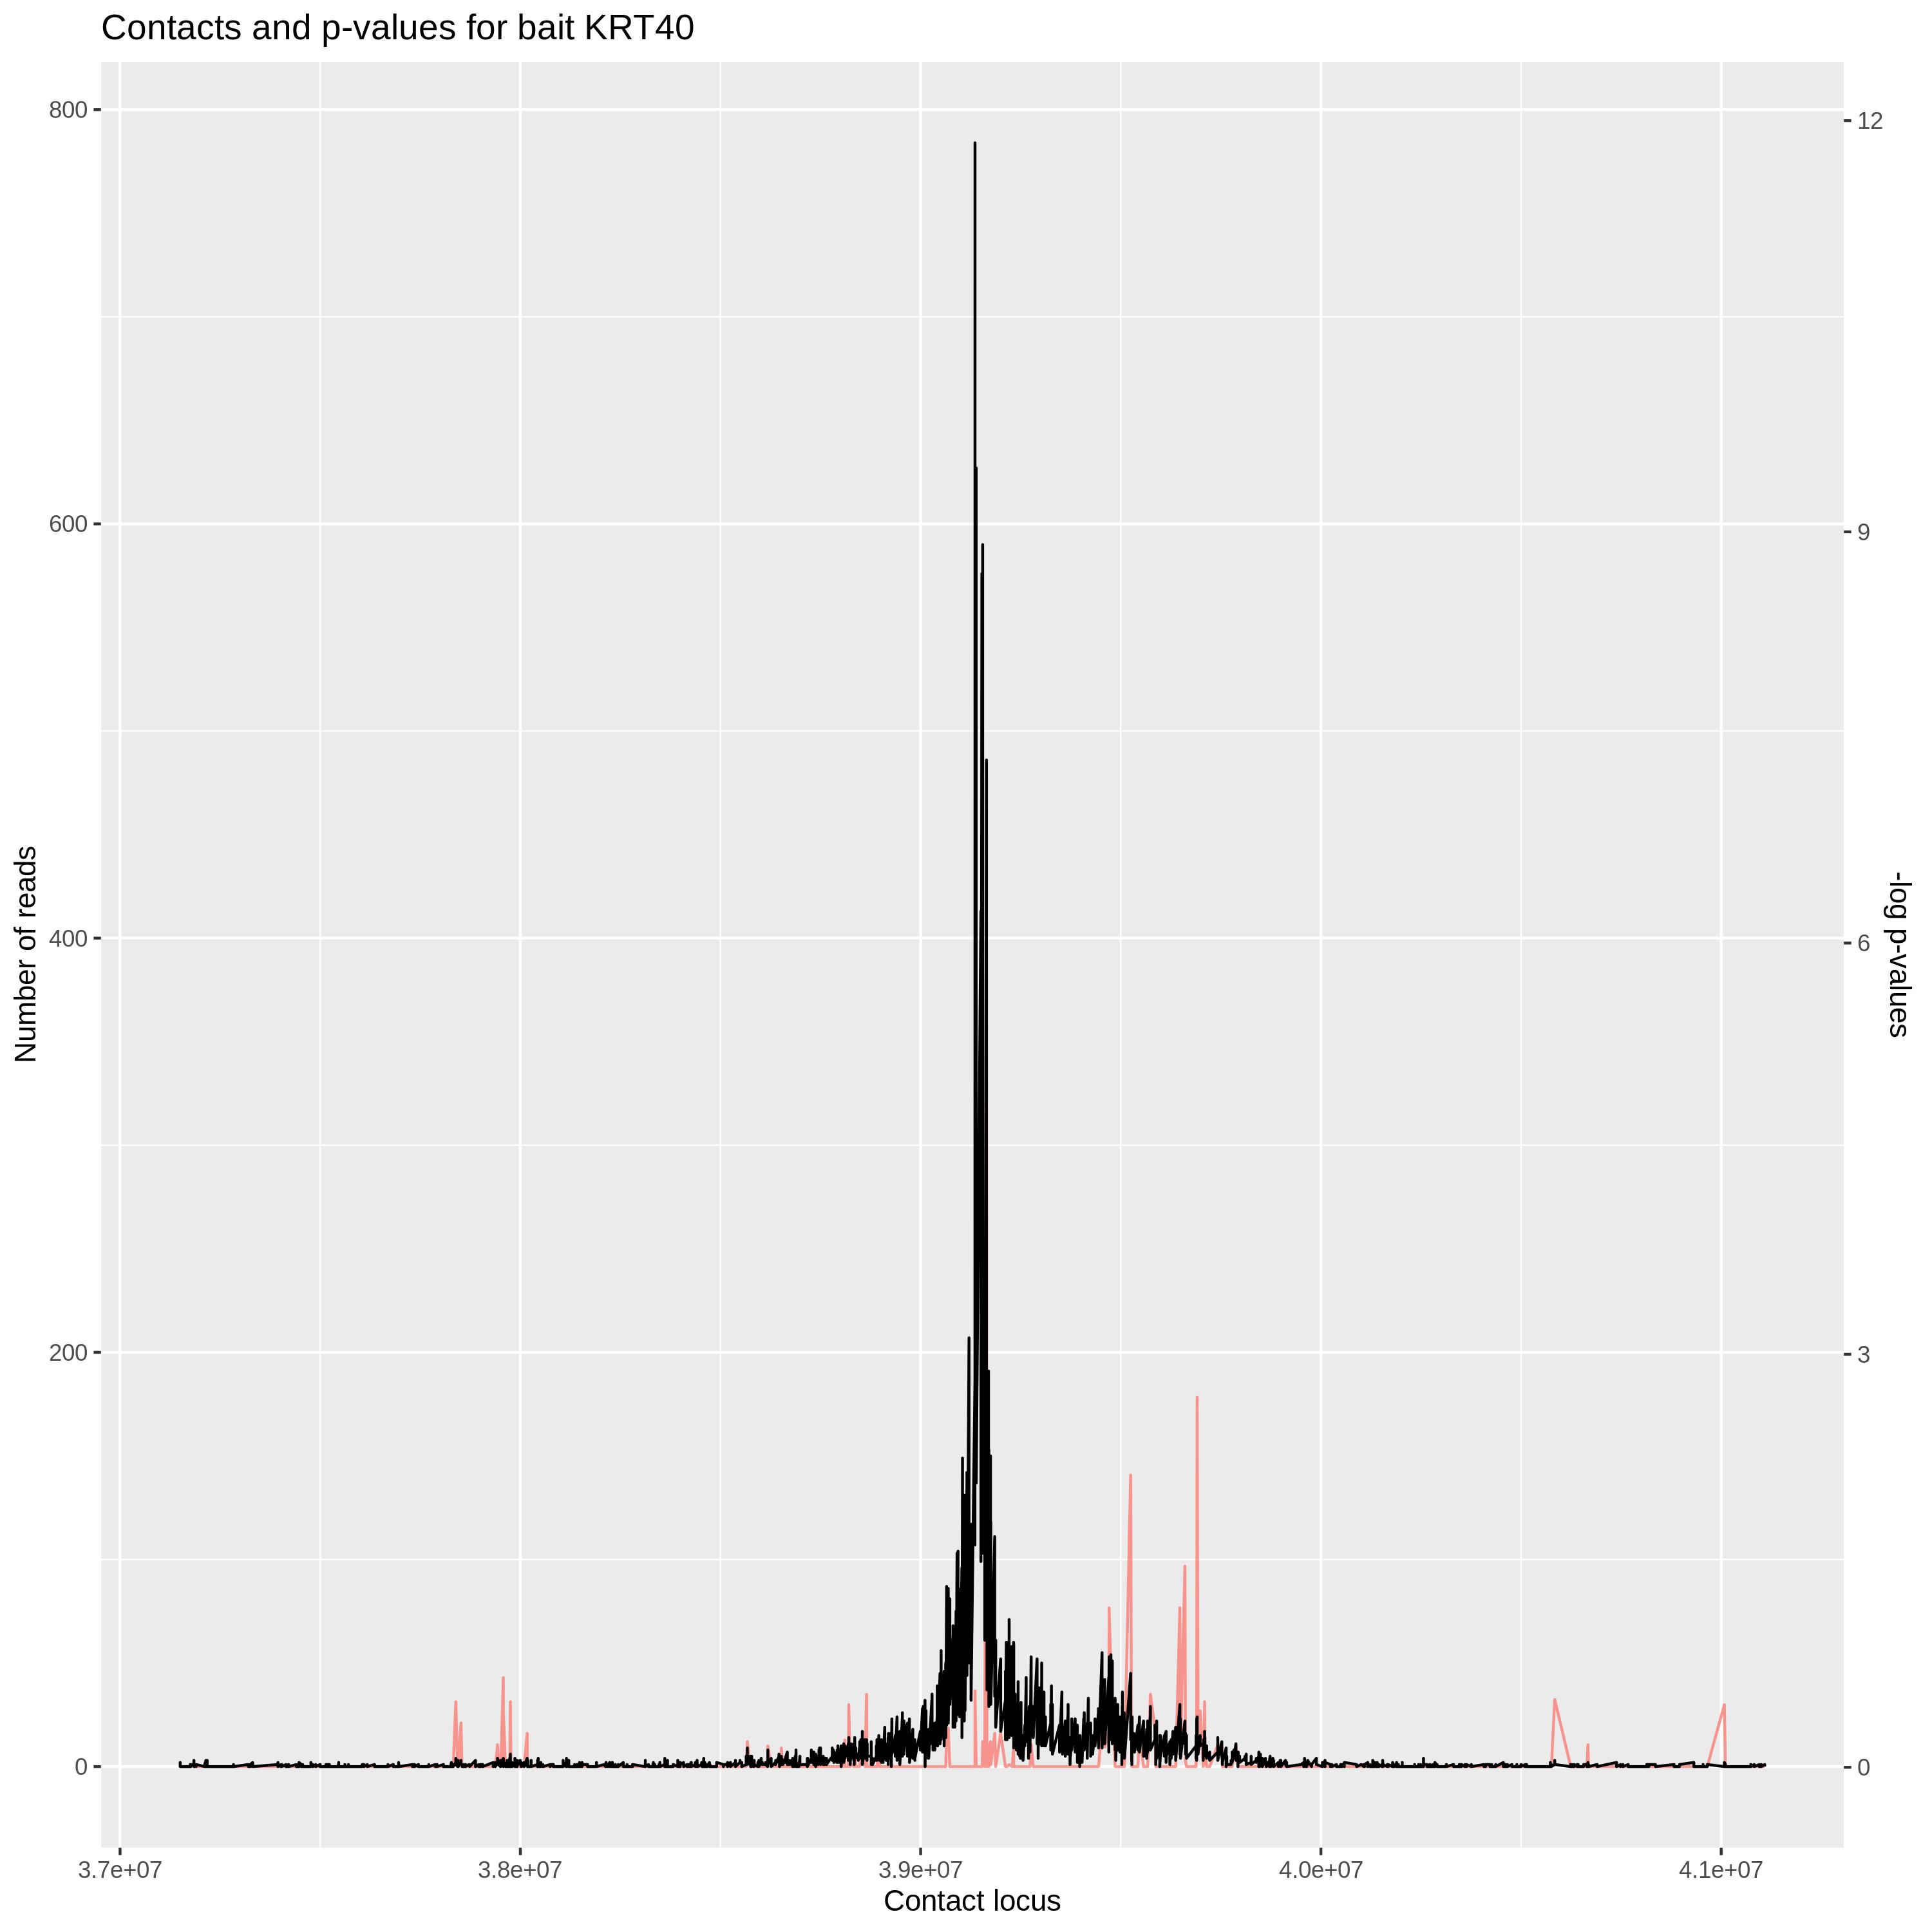 Contacts and p-values for bait KRT40
800
600
400
200
0
12
9
6
3
0
Number of reads
-log p-values
3.7e+07
3.8e+07
3.9e+07
4.0e+07
4.1e+07
Contact locus